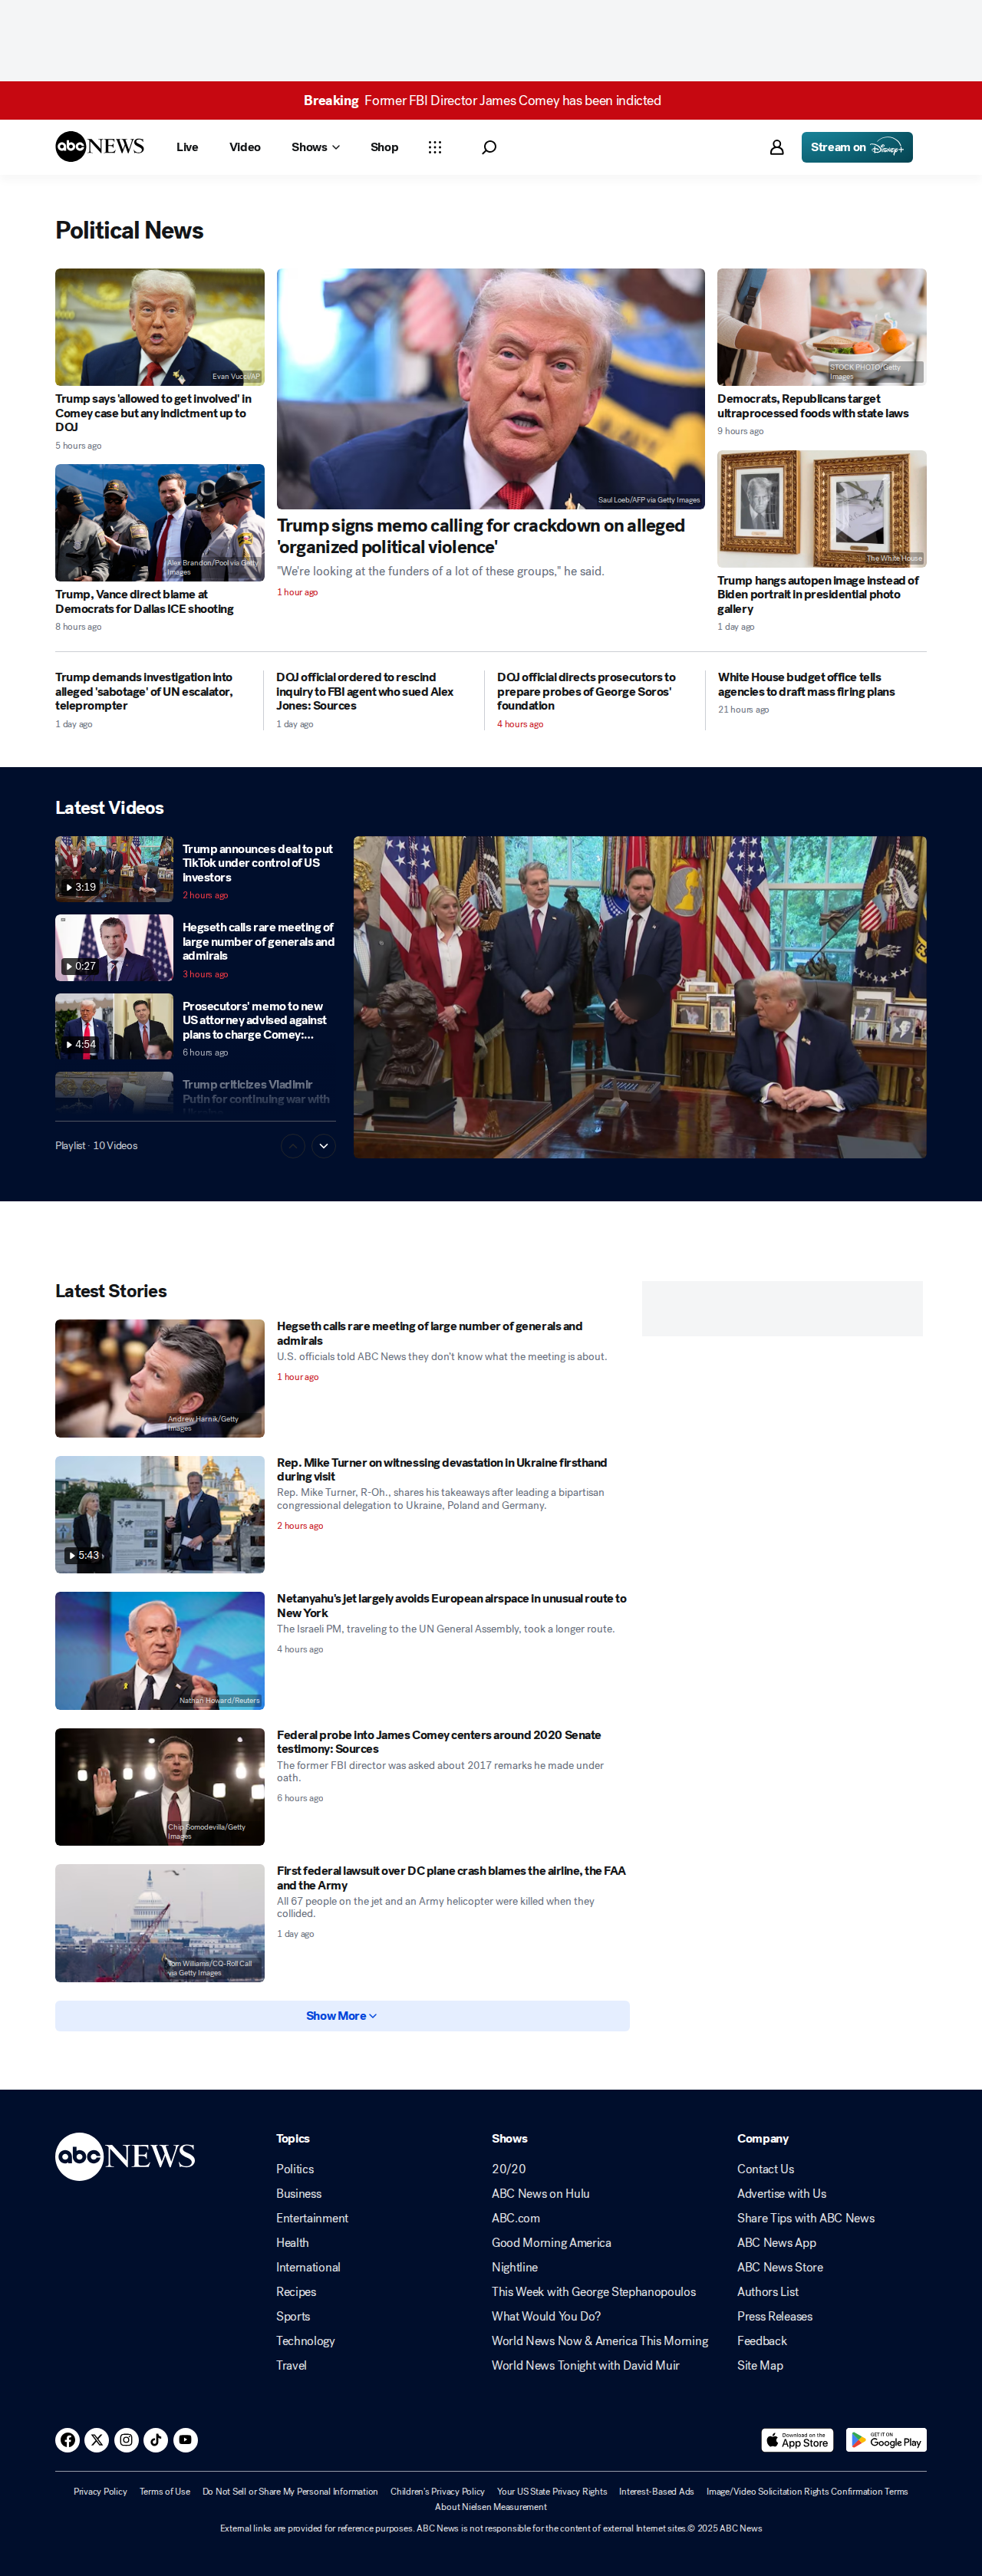 Breaking Former FBI Director James Comey has been indicted
abc NEWS
Live
Video
Shows
Shop
Stream on Disney+
Political News
Evan Vucci/AP
Trump says 'allowed to get involved' in
Comey case but any indictment up to
DOJ
5 hours ago
Alex Brandon/Pool via Getty
Images
Trump, Vance direct blame at
Democrats for Dallas ICE shooting
8 hours ago
Saul Loeb/AFP via Getty Images
Trump signs memo calling for crackdown on alleged
'organized political violence'
"We're looking at the funders of a lot of these groups," he said.
1 hour ago
STOCK PHOTO/Getty
Images
Democrats, Republicans target
ultraprocessed foods with state laws
9 hours ago
The White House
Trump hangs autopen image instead of
Biden portrait in presidential photo
gallery
1 day ago
Trump demands investigation into
alleged 'sabotage' of UN escalator,
teleprompter
1 day ago
DOJ official ordered to rescind
inquiry to FBI agent who sued Alex
Jones: Sources
1 day ago
DOJ official directs prosecutors to
prepare probes of George Soros'
foundation
4 hours ago
White House budget office tells
agencies to draft mass firing plans
21 hours ago
Latest Videos
3:19
Trump announces deal to put
TikTok under control of US
investors
2 hours ago
0:27
Hegseth calls rare meeting of
large number of generals and
admirals
3 hours ago
4:54
Prosecutors' memo to new
US attorney advised against
plans to charge Comey:...
6 hours ago
Trump criticizes Vladimir
Putin for continuing war with
Ukraine
Playlist · 10 Videos
Latest Stories
Andrew Harnik/Getty
Images
Hegseth calls rare meeting of large number of generals and
admirals
U.S. officials told ABC News they don't know what the meeting is about.
1 hour ago
5:43
Rep. Mike Turner on witnessing devastation in Ukraine firsthand
during visit
Rep. Mike Turner, R-Oh., shares his takeaways after leading a bipartisan
congressional delegation to Ukraine, Poland and Germany.
2 hours ago
Nathan Howard/Reuters
Netanyahu's jet largely avoids European airspace in unusual route to
New York
The Israeli PM, traveling to the UN General Assembly, took a longer route.
4 hours ago
Chip Somodevilla/Getty
Images
Federal probe into James Comey centers around 2020 Senate
testimony: Sources
The former FBI director was asked about 2017 remarks he made under
oath.
6 hours ago
Tom Williams/CQ-Roll Call
via Getty Images
First federal lawsuit over DC plane crash blames the airline, the FAA
and the Army
All 67 people on the jet and an Army helicopter were killed when they
collided.
1 day ago
Show More
abc NEWS
Topics
Politics
Business
Entertainment
Health
International
Recipes
Sports
Technology
Travel
Shows
20/20
ABC News on Hulu
ABC.com
Good Morning America
Nightline
This Week with George Stephanopoulos
What Would You Do?
World News Now & America This Morning
World News Tonight with David Muir
Company
Contact Us
Advertise with Us
Share Tips with ABC News
ABC News App
ABC News Store
Authors List
Press Releases
Feedback
Site Map
Download on the
App Store
GET IT ON
Google Play
Privacy Policy Terms of Use Do Not Sell or Share My Personal Information Children's Privacy Policy Your US State Privacy Rights Interest-Based Ads Image/Video Solicitation Rights Confirmation Terms
About Nielsen Measurement
External links are provided for reference purposes. ABC News is not responsible for the content of external Internet sites.© 2025 ABC News